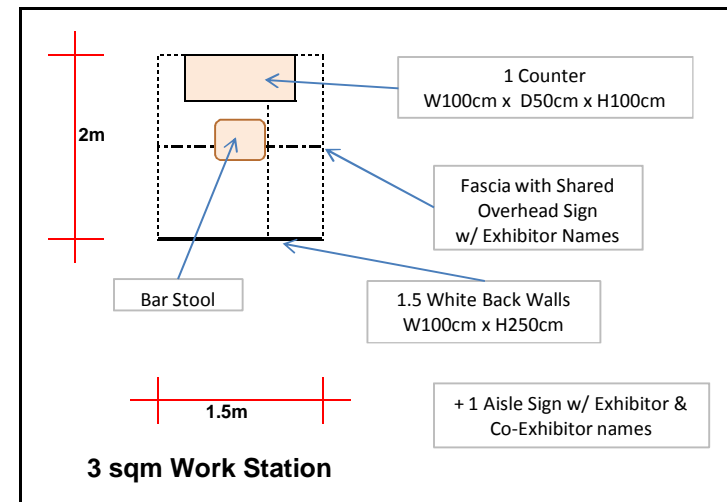 1 Counter
W100cm x D50cm x H100cm
2m
Fascia with Shared
Overhead Sign
w/ Exhibitor Names
Bar Stool
1.5 White Back Walls
W100cm x H250cm
1.5m
+ 1 Aisle Sign w/ Exhibitor &
Co-Exhibitor names
3 sqm Work Station